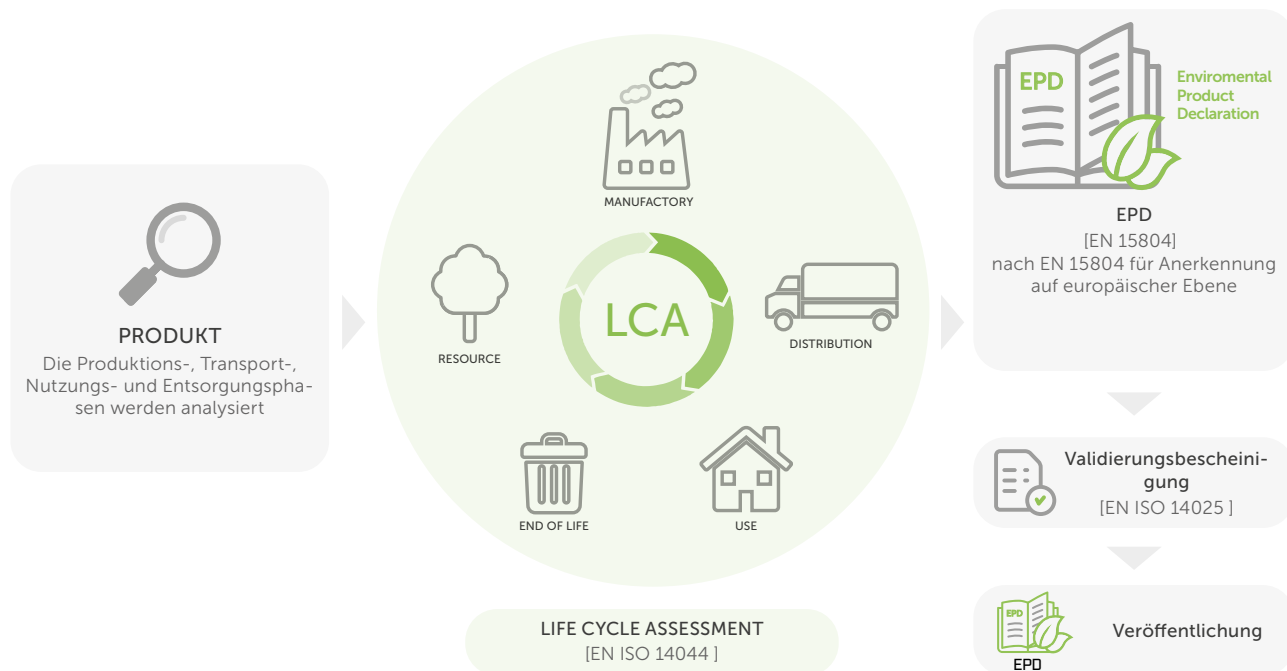 PRODUKT
Die Produktions-, Transport-,
Nutzungs- und Entsorgungspha-
sen werden analysiert
MANUFACTORY
RESOURCE
LCA
DISTRIBUTION
END OF LIFE
USE
LIFE CYCLE ASSESSMENT
[EN ISO 14044 ]
EPD
Enviromental
Product
Declaration
EPD
[EN 15804]
nach EN 15804 für Anerkennung
auf europäischer Ebene
Validierungsbescheini-
gung
[EN ISO 14025 ]
EPD
EPD
Veröffentlichung